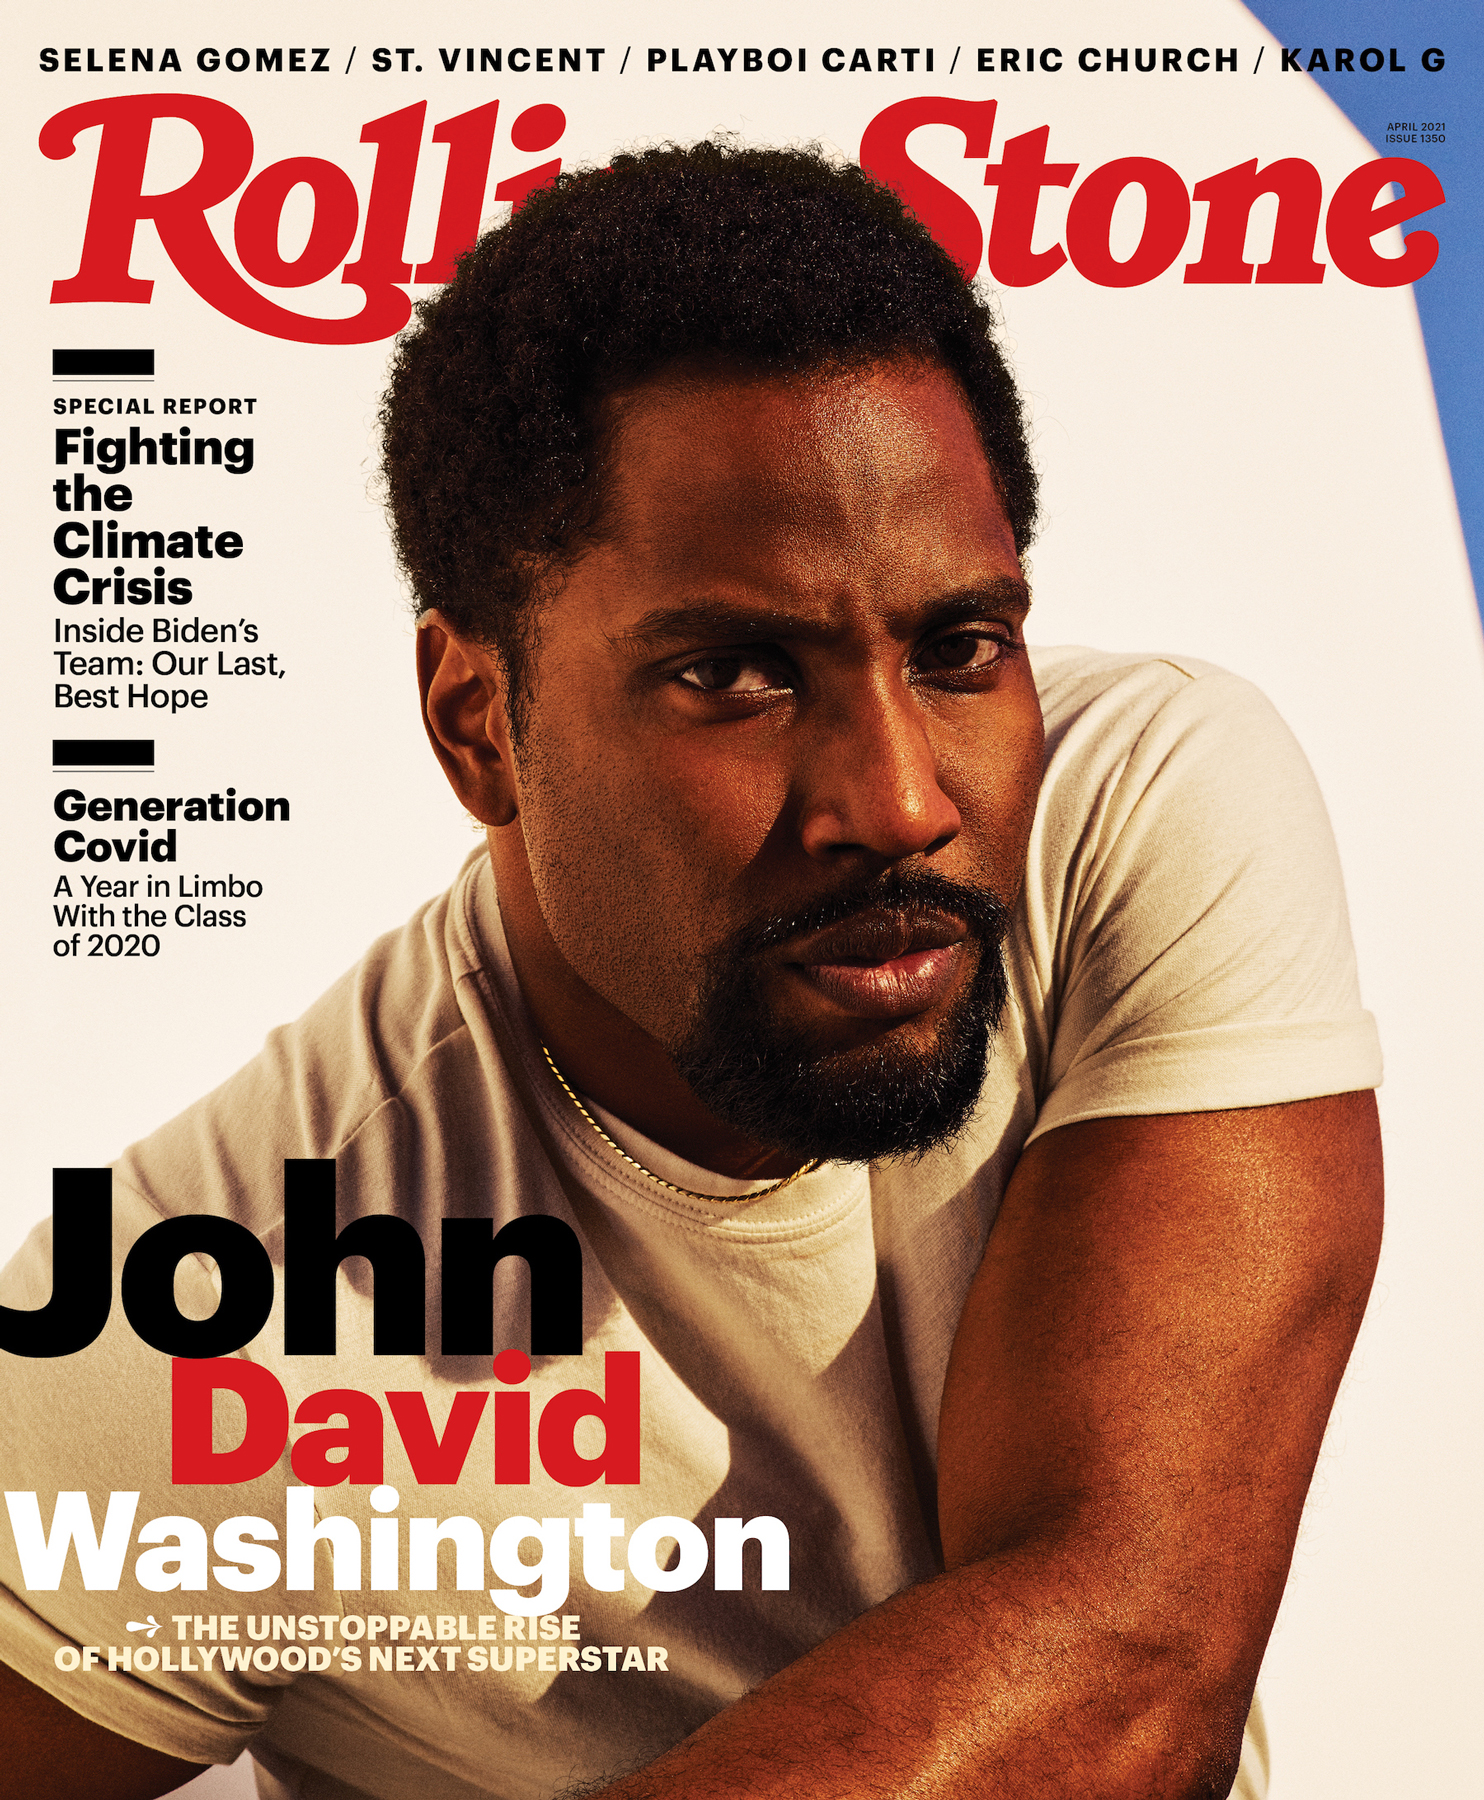 SELENA GOMEZ / ST. VINCENT / PLAYBOI CARTI / ERIC CHURCH / KAROL G
Rolling Stone
APRIL 2021
ISSUE 1350
SPECIAL REPORT
Fighting
the
Climate
Crisis
Inside Biden’s
Team: Our Last,
Best Hope
Generation
Covid
A Year in Limbo
With the Class
of 2020
John
David
Washington
THE UNSTOPPABLE RISE
OF HOLLYWOOD’S NEXT SUPERSTAR